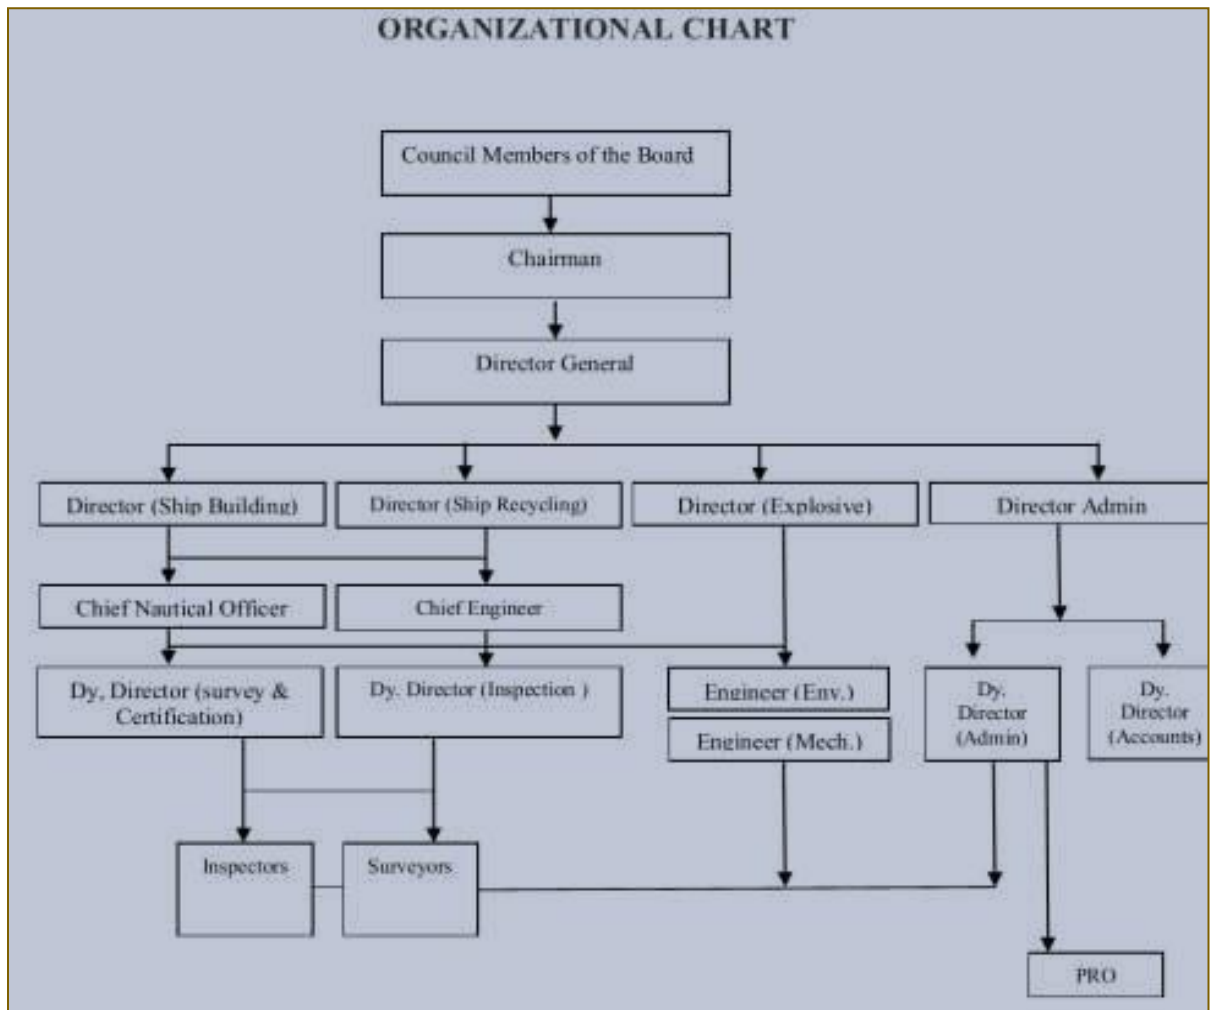 ORGANIZATIONAL CHART
Council Members of the Board
Chairman
Director General
Director (Ship Building)
Director (Ship Recycling)
Director (Explosive)
Director Admin
Chief Nautical Officer
Chief Engineer
Dy, Director (survey &
Certification)
Dy. Director (Inspection )
Engineer (Env.)
Engineer (Mech.)
Dy.
Director
(Admin)
Dy.
Director
(Accounts)
Inspectors
Surveyors
PRO